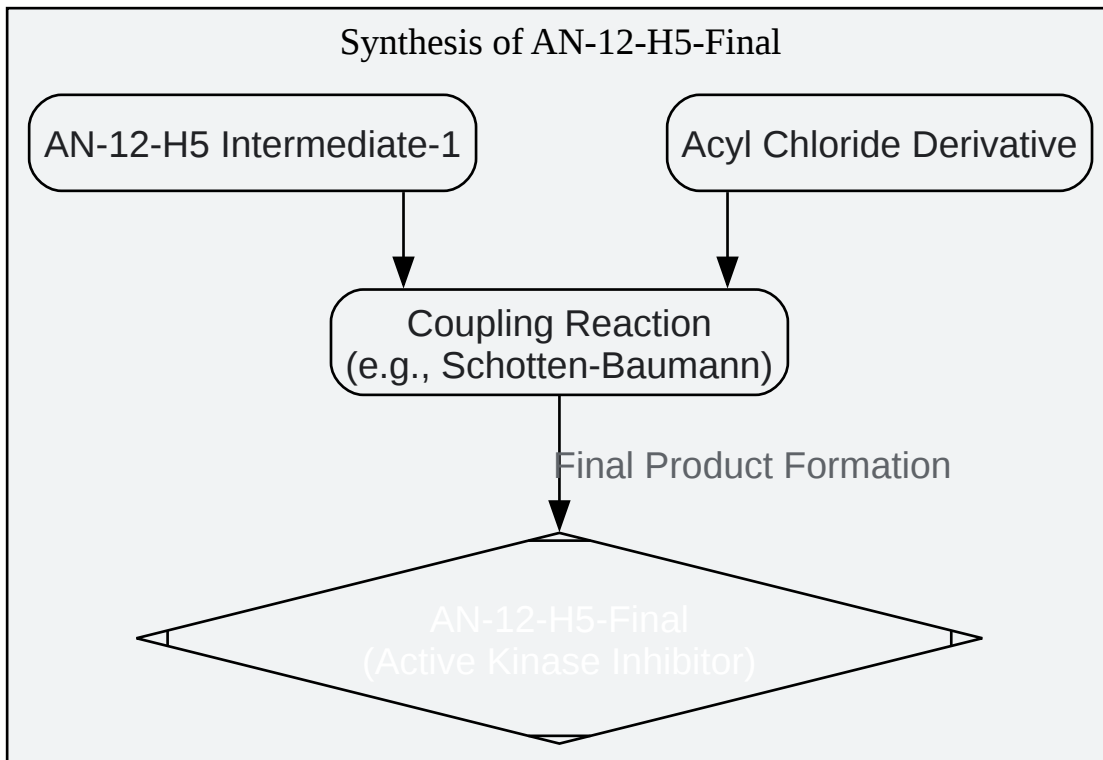 Synthesis of AN-12-H5-Final
AN-12-H5 Intermediate-1
Acyl Chloride Derivative
Coupling Reaction
(e.g., Schotten-Baumann)
Final Product Formation
AN-12-H5-Final
(Active Kinase Inhibitor)